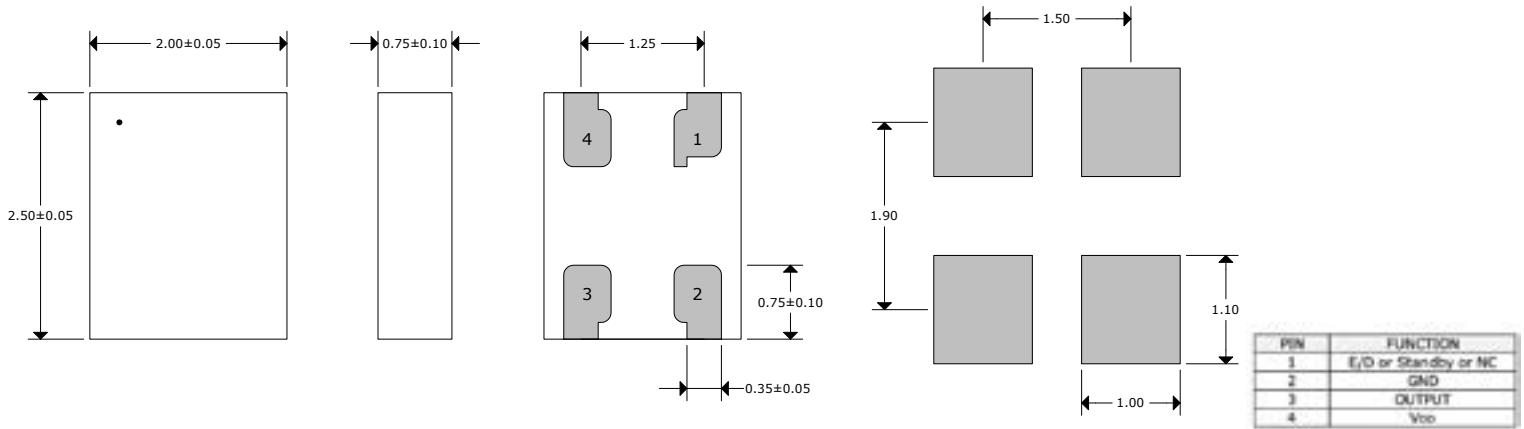 2.00±0.05
0.75±0.10
1.25
1.50
2.50±0.05
4
1
1.90
3
2
0.75±0.10
1.10
0.35±0.05
1.00
PIN FUNCTION
1 E/D or Standby or NC
2 GND
3 OUTPUT
4 VDD